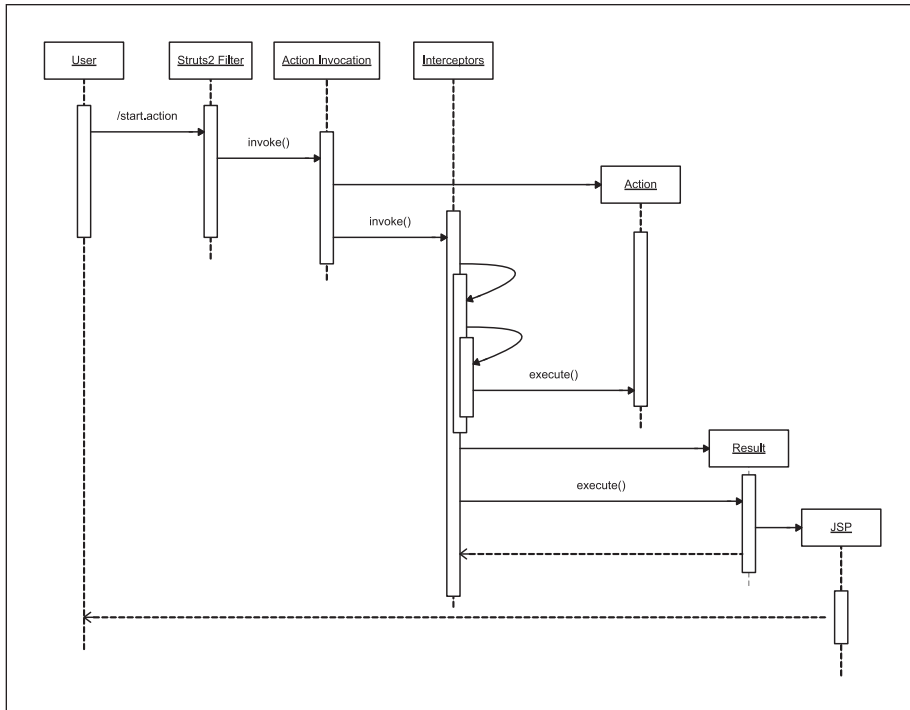 User
Struts2 Filter
Action Invocation
Interceptors
/start.action
invoke()
Action
invoke()
execute()
Result
execute()
JSP